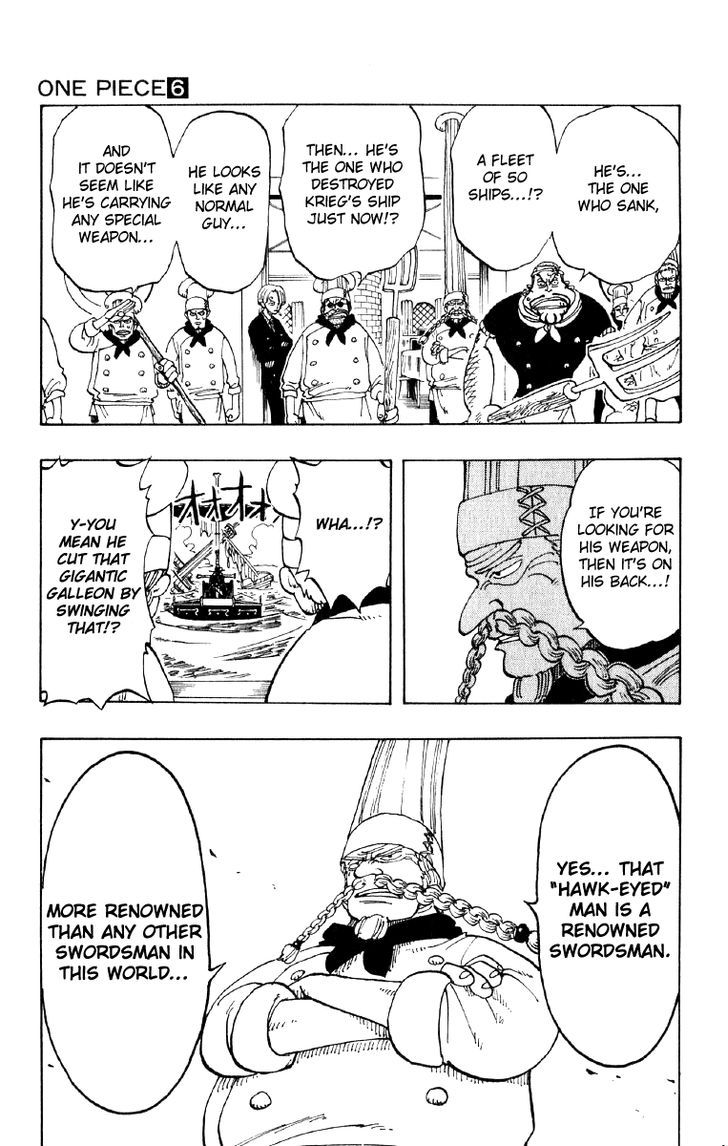 ONE PIECE 6
HE'S...
THE ONE
WHO SANK,
A FLEET
OF 50
SHIPS...!?
THEN... HE'S
THE ONE WHO
DESTROYED
KRIEG'S SHIP
JUST NOW!?
HE LOOKS
LIKE ANY
NORMAL
GUY...
AND
IT DOESN'T
SEEM LIKE
HE'S CARRYING
ANY SPECIAL
WEAPON...
IF YOU'RE
LOOKING FOR
HIS WEAPON,
THEN IT'S ON
HIS BACK...!
WHA...!?
オオオオ
Y-YOU
MEAN HE
CUT THAT
GIGANTIC
GALLEON BY
SWINGING
THAT!?
YES... THAT
"HAWK-EYED"
MAN IS A
RENOWNED
SWORDSMAN.
MORE RENOWNED
THAN ANY OTHER
SWORDSMAN IN
THIS WORLD...